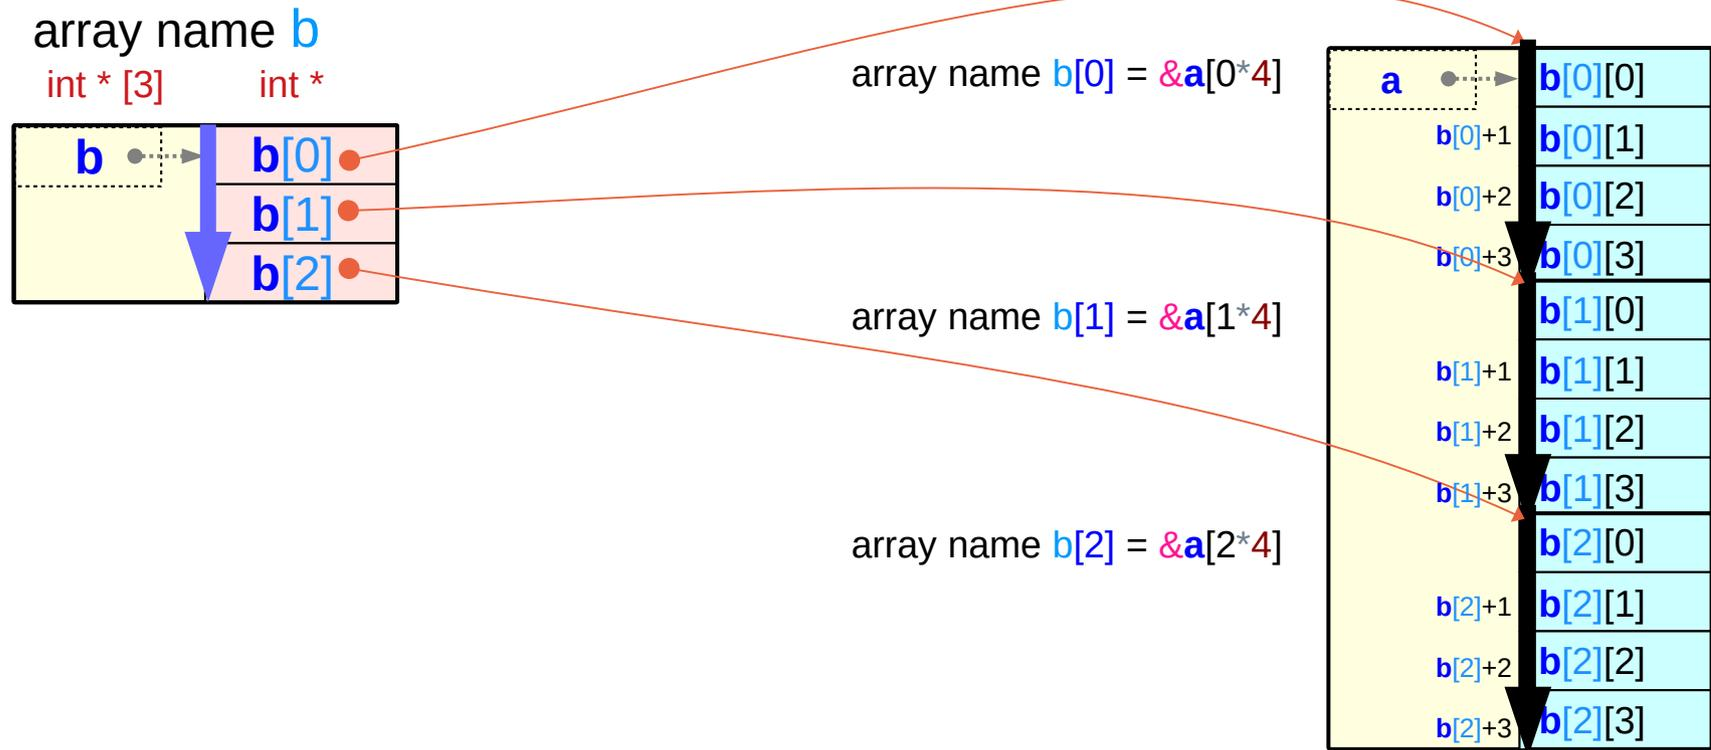 array name b
int * [3] int *
b b[0]
b[1]
b[2]
array name b[0] = &a[0*4]
array name b[1] = &a[1*4]
array name b[2] = &a[2*4]
a b[0][0]
b[0]+1 b[0][1]
b[0]+2 b[0][2]
b[0]+3 b[0][3]
b[1][0]
b[1]+1 b[1][1]
b[1]+2 b[1][2]
b[1]+3 b[1][3]
b[2][0]
b[2]+1 b[2][1]
b[2]+2 b[2][2]
b[2]+3 b[2][3]